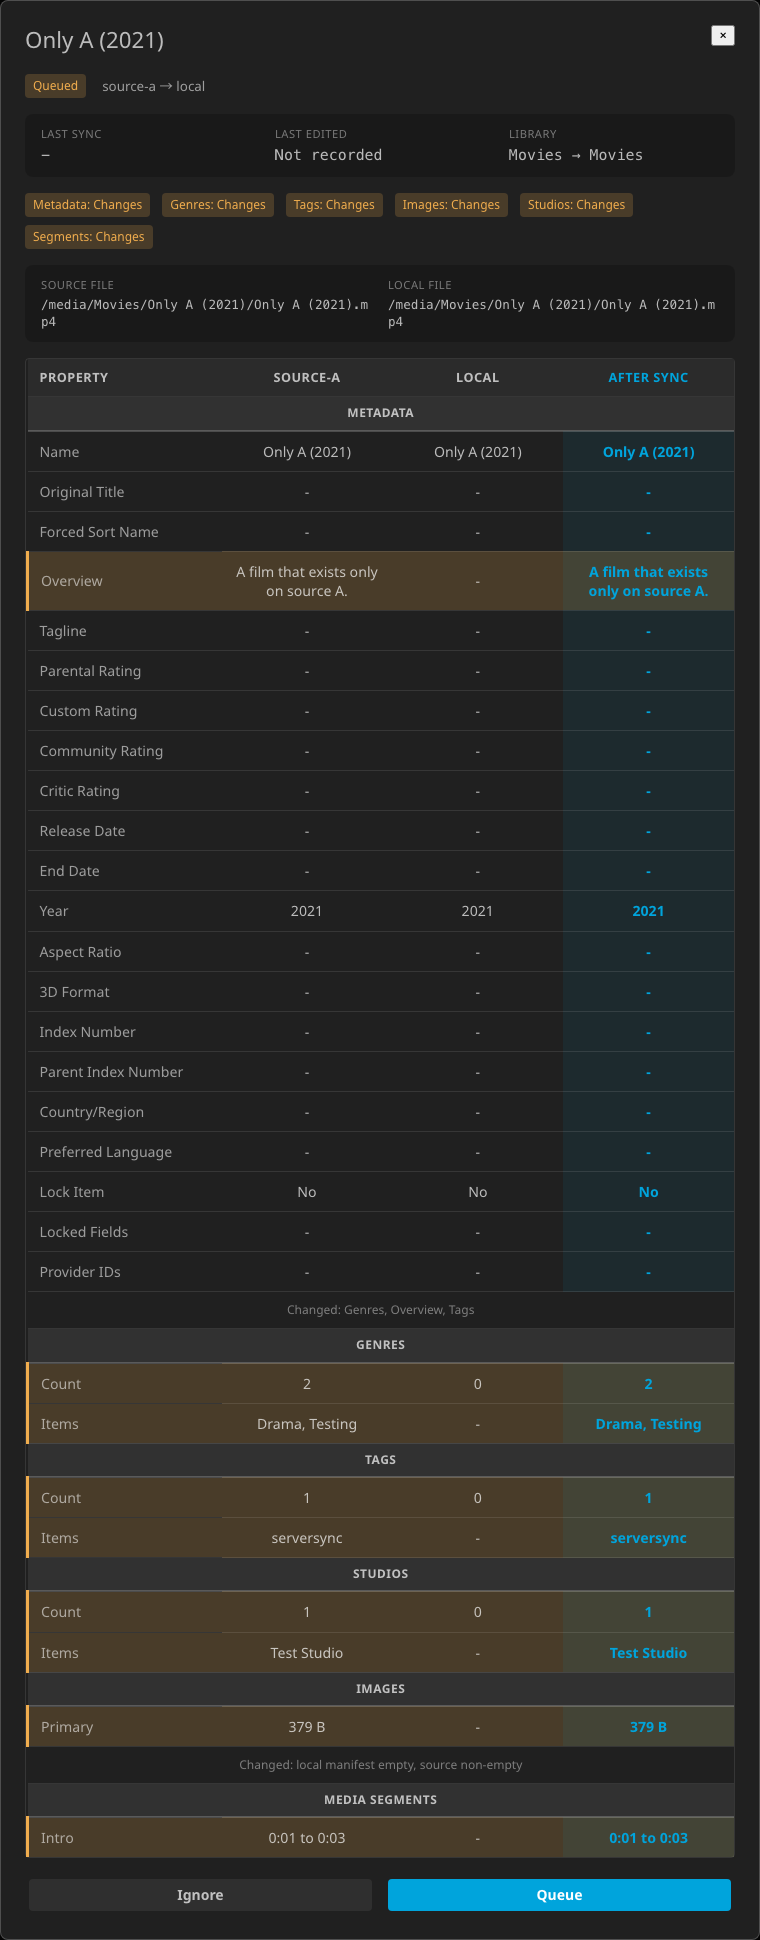 Only A (2021)
×
Queued source-a → local
LAST SYNC LAST EDITED LIBRARY
– Not recorded Movies → Movies
Metadata: Changes Genres: Changes Tags: Changes Images: Changes Studios: Changes
Segments: Changes
SOURCE FILE LOCAL FILE
/media/Movies/Only A (2021)/Only A (2021).m /media/Movies/Only A (2021)/Only A (2021).m
p4 p4
PROPERTY SOURCE-A LOCAL AFTER SYNC
METADATA
Name Only A (2021) Only A (2021) Only A (2021)
Original Title - - -
Forced Sort Name - - -
Overview A film that exists only on source A. - A film that exists only on source A.
Tagline - - -
Parental Rating - - -
Custom Rating - - -
Community Rating - - -
Critic Rating - - -
Release Date - - -
End Date - - -
Year 2021 2021 2021
Aspect Ratio - - -
3D Format - - -
Index Number - - -
Parent Index Number - - -
Country/Region - - -
Preferred Language - - -
Lock Item No No No
Locked Fields - - -
Provider IDs - - -
Changed: Genres, Overview, Tags
GENRES
Count 2 0 2
Items Drama, Testing - Drama, Testing
TAGS
Count 1 0 1
Items serversync - serversync
STUDIOS
Count 1 0 1
Items Test Studio - Test Studio
IMAGES
Primary 379 B - 379 B
Changed: local manifest empty, source non-empty
MEDIA SEGMENTS
Intro 0:01 to 0:03 - 0:01 to 0:03
Ignore Queue